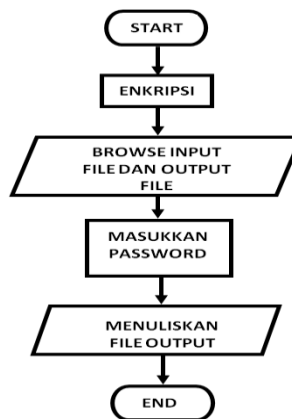 START
ENKRIPSI
BROWSE INPUT
FILE DAN OUTPUT
FILE
MASUKKAN
PASSWORD
MENULISKAN
FILE OUTPUT
END